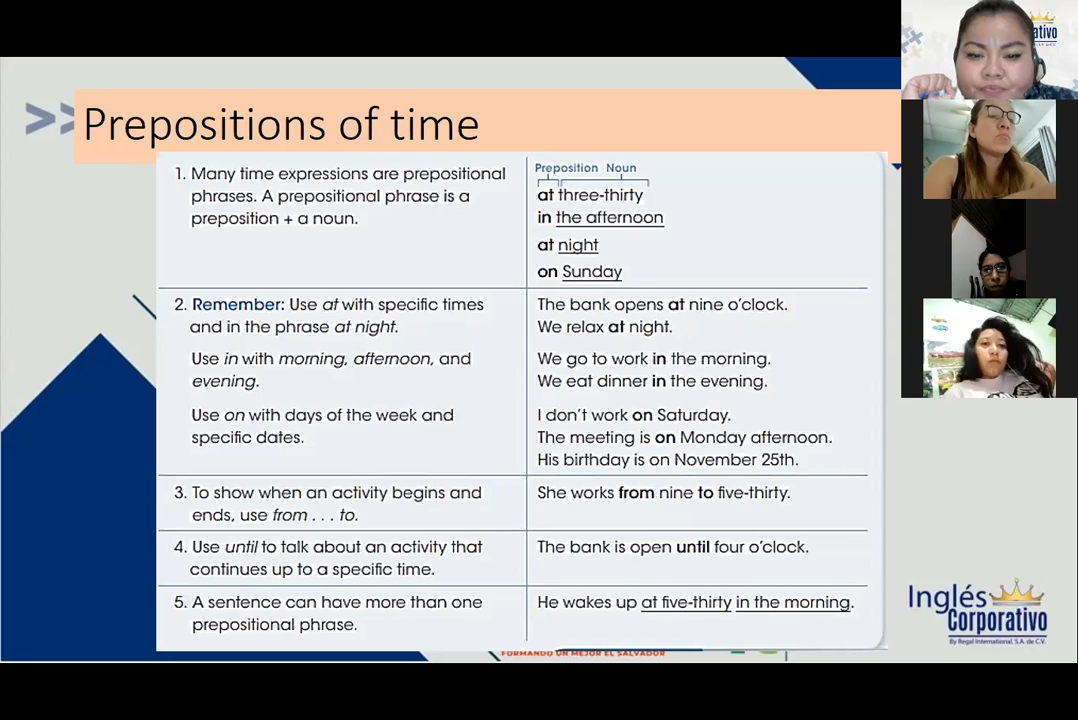 ativo
>> Prepositions of time
1. Many time expressions are prepositional
phrases. A prepositional phrase is a
preposition + a noun.
Preposition Noun
at three-thirty
in the afternoon
at night
on Sunday
2. Remember: Use at with specific times
and in the phrase at night.
The bank opens at nine o'clock.
We relax at night.
Use in with morning, afternoon, and
evening.
We go to work in the morning.
We eat dinner in the evening.
Use on with days of the week and
specific dates.
I don't work on Saturday.
The meeting is on Monday afternoon.
His birthday is on November 25th.
3. To show when an activity begins and
ends, use from . . . to.
She works from nine to five-thirty.
4. Use until to talk about an activity that
continues up to a specific time.
The bank is open until four o'clock.
5. A sentence can have more than one
prepositional phrase.
He wakes up at five-thirty in the morning.
Inglés
Corporativo
By Regal International, S.A. de C.V.
FORMANDO UN MEJOR EL SALVADOR